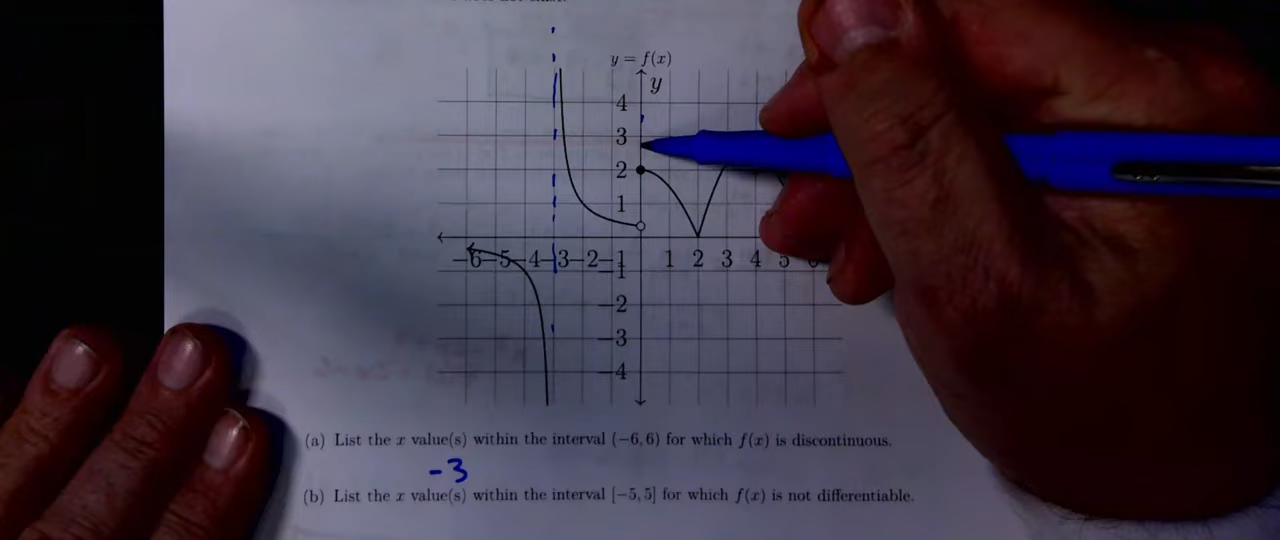 y = f(x)
y
4
3
2
1
-6 -5 -4 -3 -2 -1 1 2 3 4 5
-1
-2
-3
-4
(a) List the x value(s) within the interval (−6, 6) for which f(x) is discontinuous.
-3
(b) List the x value(s) within the interval [−5, 5] for which f(x) is not differentiable.